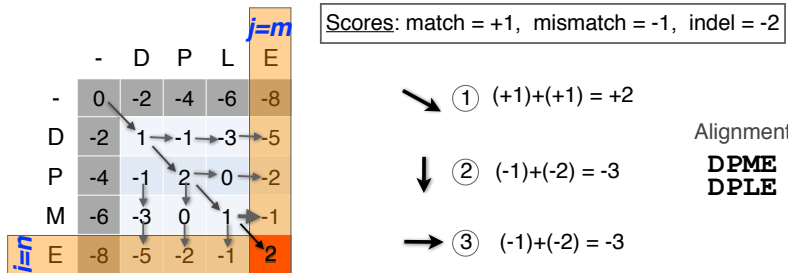 Scores: match = +1, mismatch = -1, indel = -2
j=m
- D P L E
- 0 -2 -4 -6 -8
D -2 1 -1 -3 -5
P -4 -1 2 0 -2
M -6 -3 0 1 -1
i=n E -8 -5 -2 -1 2
1 (+1)+(+1) = +2
2 (-1)+(-2) = -3
3 (-1)+(-2) = -3
Alignment
DPME
DPLE